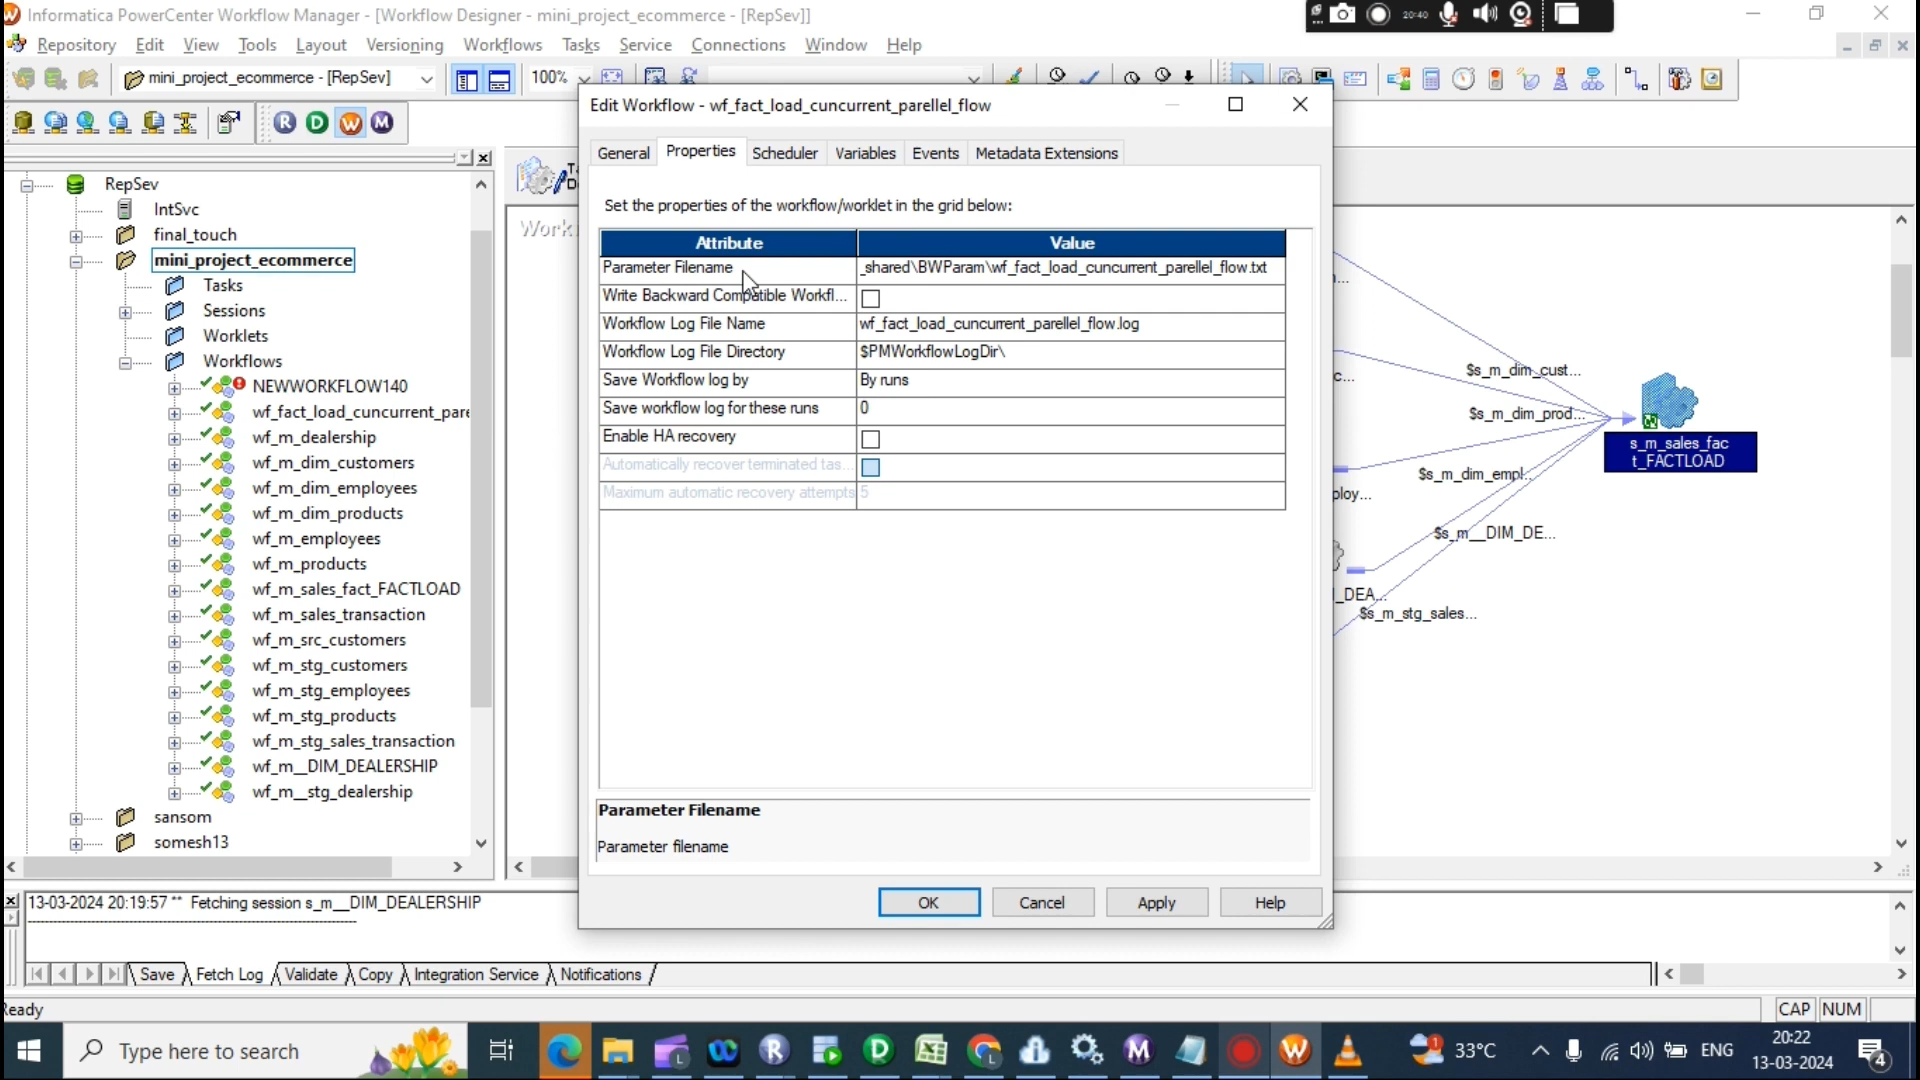 Informatica PowerCenter Workflow Manager - [Workflow Designer - mini_project_ecommerce - [RepSev]]
20:40
Repository Edit View Tools Layout Versioning Workflows Tasks Service Connections Window Help
mini_project_ecommerce - [RepSev]
100%
Edit Workflow - wf_fact_load_cuncurrent_parellel_flow
R D W M
General Properties Scheduler Variables Events Metadata Extensions
RepSev
IntSvc
final_touch
mini_project_ecommerce
Tasks
Sessions
Worklets
Workflows
NEWWORKFLOW140
wf_fact_load_cuncurrent_pare
wf_m_dealership
wf_m_dim_customers
wf_m_dim_employees
wf_m_dim_products
wf_m_employees
wf_m_products
wf_m_sales_fact_FACTLOAD
wf_m_sales_transaction
wf_m_src_customers
wf_m_stg_customers
wf_m_stg_employees
wf_m_stg_products
wf_m_stg_sales_transaction
wf_m__DIM_DEALERSHIP
wf_m__stg_dealership
sansom
somesh13
Set the properties of the workflow/worklet in the grid below:
Attribute Value
Parameter Filename _shared\BWParam\wf_fact_load_cuncurrent_parellel_flow.txt
Write Backward Compatible Workfl...
Workflow Log File Name wf_fact_load_cuncurrent_parellel_flow.log
Workflow Log File Directory $PMWorkflowLogDir\
Save Workflow log by By runs
Save workflow log for these runs 0
Enable HA recovery
Automatically recover terminated tas...
Maximum automatic recovery attempts 5
Parameter Filename
Parameter filename
OK Cancel Apply Help
$s_m_dim_cust...
$s_m_dim_prod...
$s_m_dim_empl...
$s_m__DIM_DE...
$s_m_stg_sales...
s_m_sales_fac
t_FACTLOAD
ploy...
_DEA...
13-03-2024 20:19:57 ** Fetching session s_m__DIM_DEALERSHIP
Save Fetch Log Validate Copy Integration Service Notifications
Ready
CAP NUM
Type here to search
33°C
ENG
20:22
13-03-2024
4